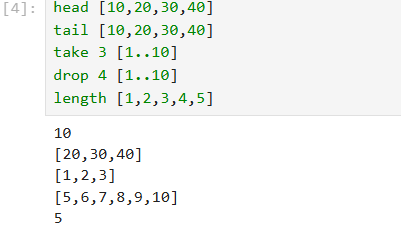 [4]: head [10,20,30,40]
tail [10,20,30,40]
take 3 [1..10]
drop 4 [1..10]
length [1,2,3,4,5]
10
[20,30,40]
[1,2,3]
[5,6,7,8,9,10]
5